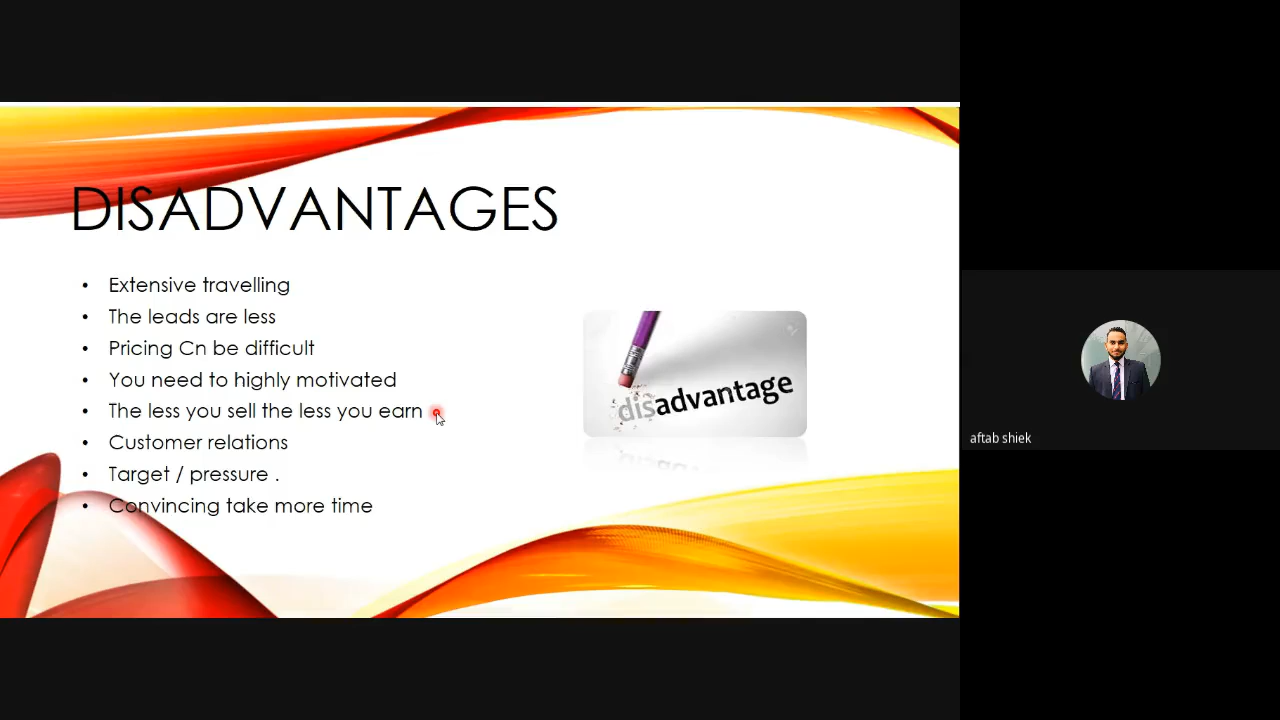 DISADVANTAGES
• Extensive travelling
• The leads are less
• Pricing Cn be difficult
• You need to highly motivated
• The less you sell the less you earn
• Customer relations
• Target / pressure .
• Convincing take more time
disadvantage
aftab shiek